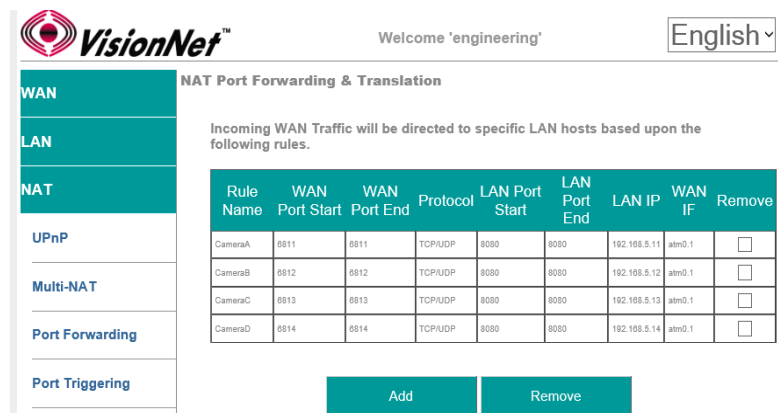 VisionNet™
Welcome 'engineering'
English
WAN
LAN
NAT
UPnP
Multi-NAT
Port Forwarding
Port Triggering
NAT Port Forwarding & Translation
Incoming WAN Traffic will be directed to specific LAN hosts based upon the
following rules.
Rule Name WAN Port Start WAN Port End Protocol LAN Port Start LAN Port End LAN IP WAN IF Remove
CameraA 6811 6811 TCP/UDP 8080 8080 192.168.5.11 atm0.1
CameraB 6812 6812 TCP/UDP 8080 8080 192.168.5.12 atm0.1
CameraC 6813 6813 TCP/UDP 8080 8080 192.168.5.13 atm0.1
CameraD 6814 6814 TCP/UDP 8080 8080 192.168.5.14 atm0.1
Add Remove